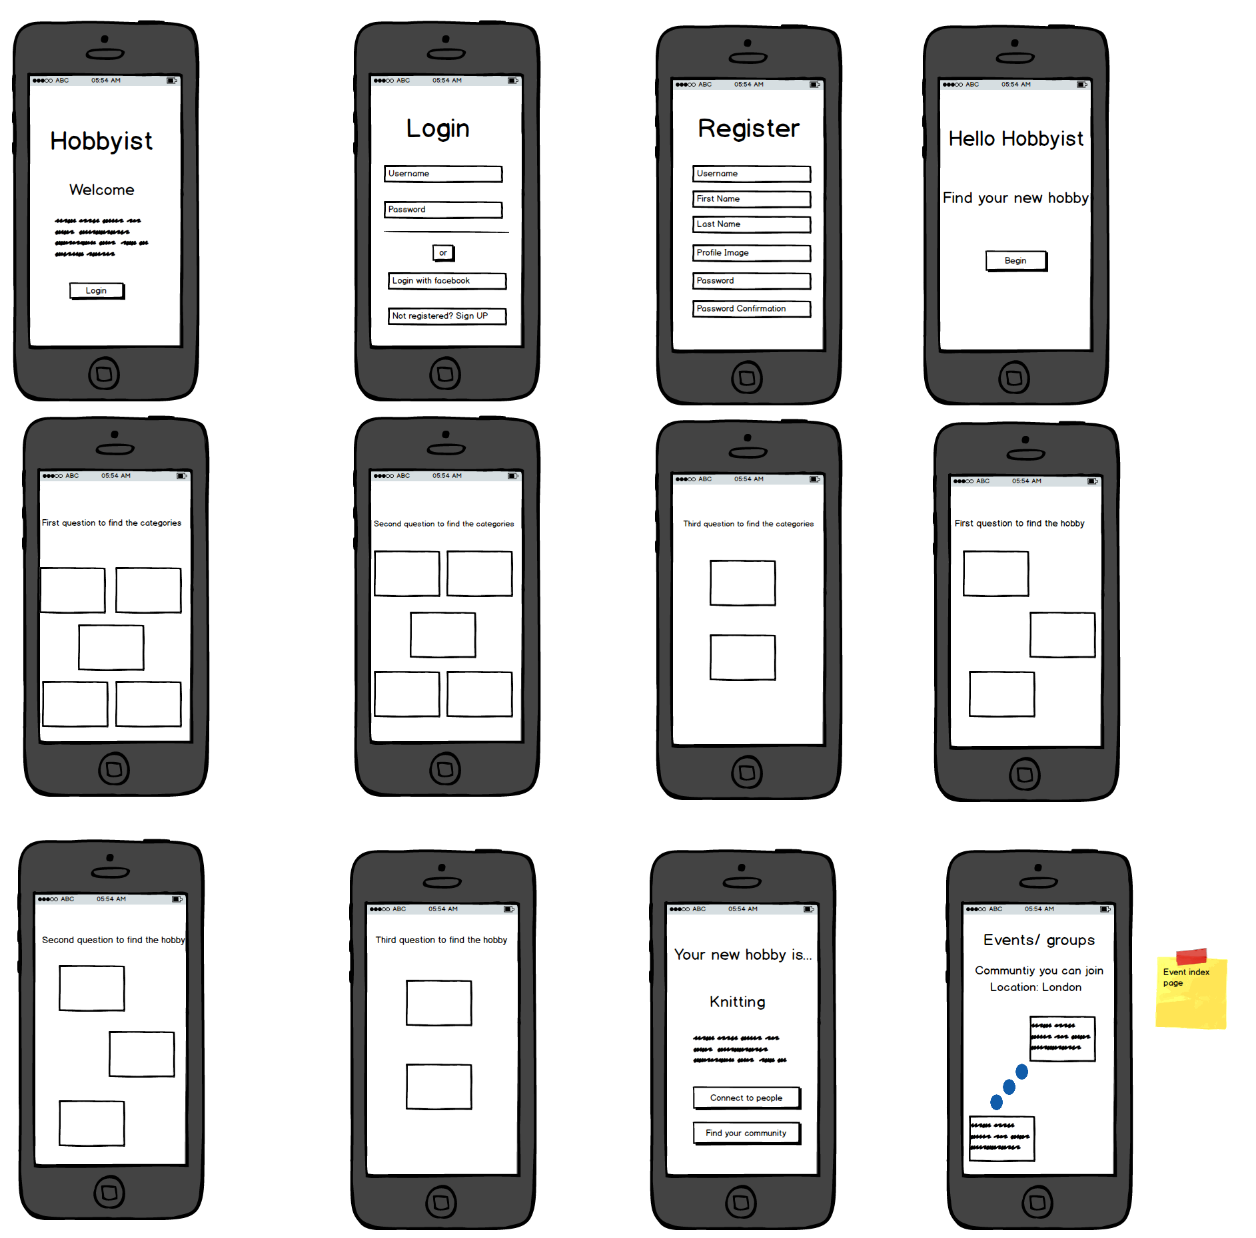 ●●●○○ ABC 05:54 AM
Hobbyist
Welcome
Login
●●●○○ ABC 05:54 AM
Login
Username
Password
or
Login with facebook
Not registered? Sign UP
●●●○○ ABC 05:54 AM
Register
Username
First Name
Last Name
Profile Image
Password
Password Confirmation
●●●○○ ABC 05:54 AM
Hello Hobbyist
Find your new hobby
Begin
●●●○○ ABC 05:54 AM
First question to find the categories
●●●○○ ABC 05:54 AM
Second question to find the categories
●●●○○ ABC 05:54 AM
Third question to find the categories
●●●○○ ABC 05:54 AM
First question to find the hobby
●●●○○ ABC 05:54 AM
Second question to find the hobby
●●●○○ ABC 05:54 AM
Third question to find the hobby
●●●○○ ABC 05:54 AM
Your new hobby is...
Knitting
Connect to people
Find your community
●●●○○ ABC 05:54 AM
Events/ groups
Communtiy you can join
Location: London
Event index
page